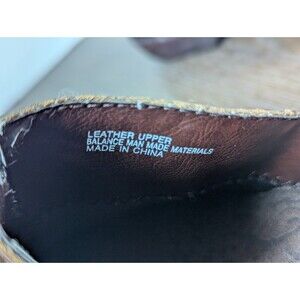 LEATHER UPPER
BALANCE MAN MADE MATERIALS
MADE IN CHINA